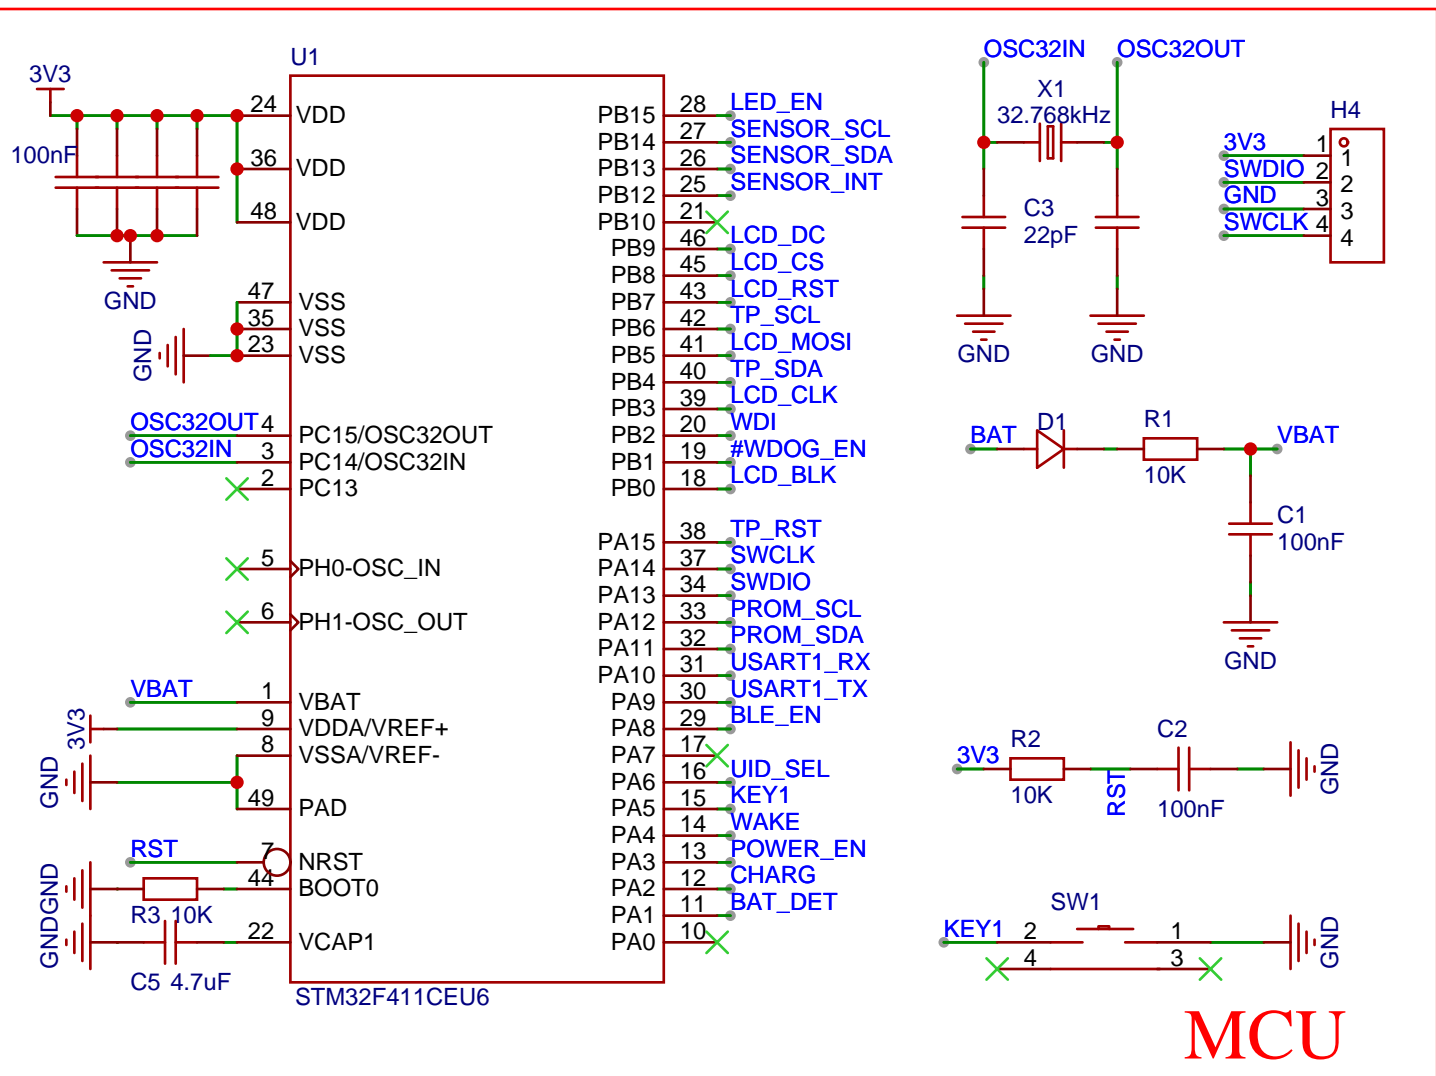 U1
3V3
100nF
GND
24 VDD
36 VDD
48 VDD
47 VSS
35 VSS
23 VSS
GND
OSC32OUT 4 PC15/OSC32OUT
OSC32IN 3 PC14/OSC32IN
2 PC13
5 PH0-OSC_IN
6 PH1-OSC_OUT
VBAT 1 VBAT
3V3 9 VDDA/VREF+
8 VSSA/VREF-
GND
49 PAD
RST 7 NRST
44 BOOT0
GND
R3 10K
GND
22 VCAP1
C5 4.7uF
STM32F411CEU6
PB15 28 LED_EN
PB14 27 SENSOR_SCL
PB13 26 SENSOR_SDA
PB12 25 SENSOR_INT
PB10 21
PB9 46 LCD_DC
PB8 45 LCD_CS
PB7 43 LCD_RST
PB6 42 TP_SCL
PB5 41 LCD_MOSI
PB4 40 TP_SDA
PB3 39 LCD_CLK
PB2 20 WDI
PB1 19 #WDOG_EN
PB0 18 LCD_BLK
PA15 38 TP_RST
PA14 37 SWCLK
PA13 34 SWDIO
PA12 33 PROM_SCL
PA11 32 PROM_SDA
PA10 31 USART1_RX
PA9 30 USART1_TX
PA8 29 BLE_EN
PA7 17
PA6 16 UID_SEL
PA5 15 KEY1
PA4 14 WAKE
PA3 13 POWER_EN
PA2 12 CHARG
PA1 11 BAT_DET
PA0 10
OSC32IN OSC32OUT
X1
32.768kHz
C3
22pF
GND GND
H4
3V3 1 1
SWDIO 2 2
GND 3 3
SWCLK 4 4
BAT D1 R1 VBAT
10K
C1
100nF
GND
3V3 R2 C2
10K RST 100nF GND
SW1
KEY1 2 1
4 3
GND
MCU